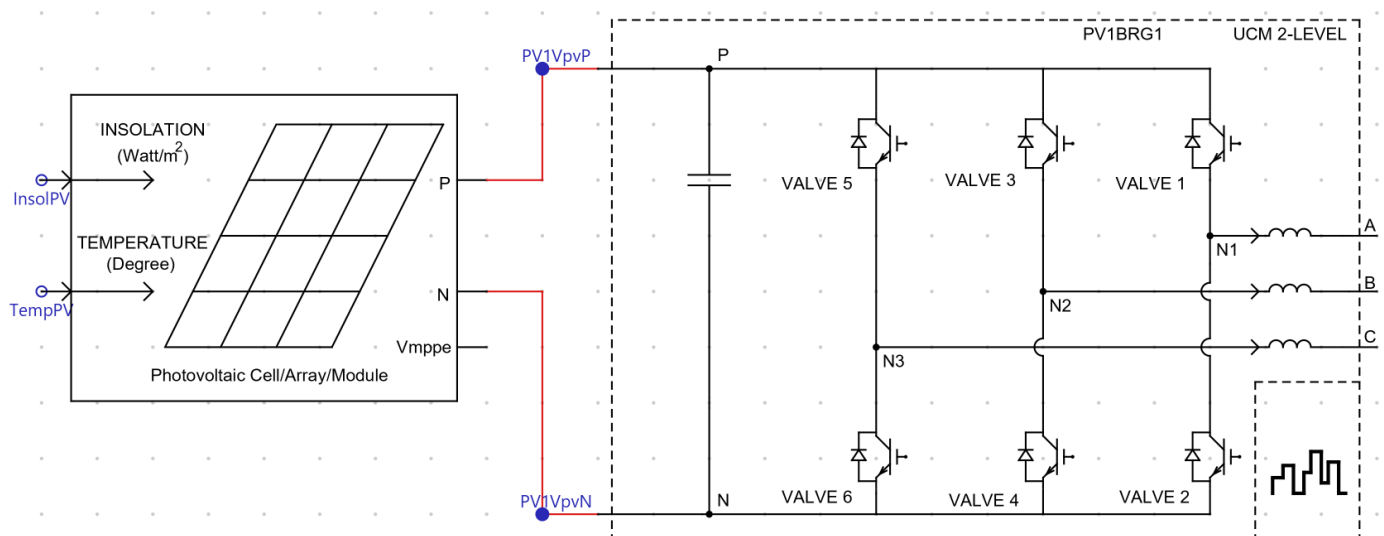 PV1BRG1
UCM 2-LEVEL
PV1VpvP
P
INSOLATION
(Watt/m2)
InsolPV
P
VALVE 5
VALVE 3
VALVE 1
A
TEMPERATURE
(Degree)
N1
TempPV
N
B
N2
Vmppe
C
N3
Photovoltaic Cell/Array/Module
PV1VpvN
N
VALVE 6
VALVE 4
VALVE 2